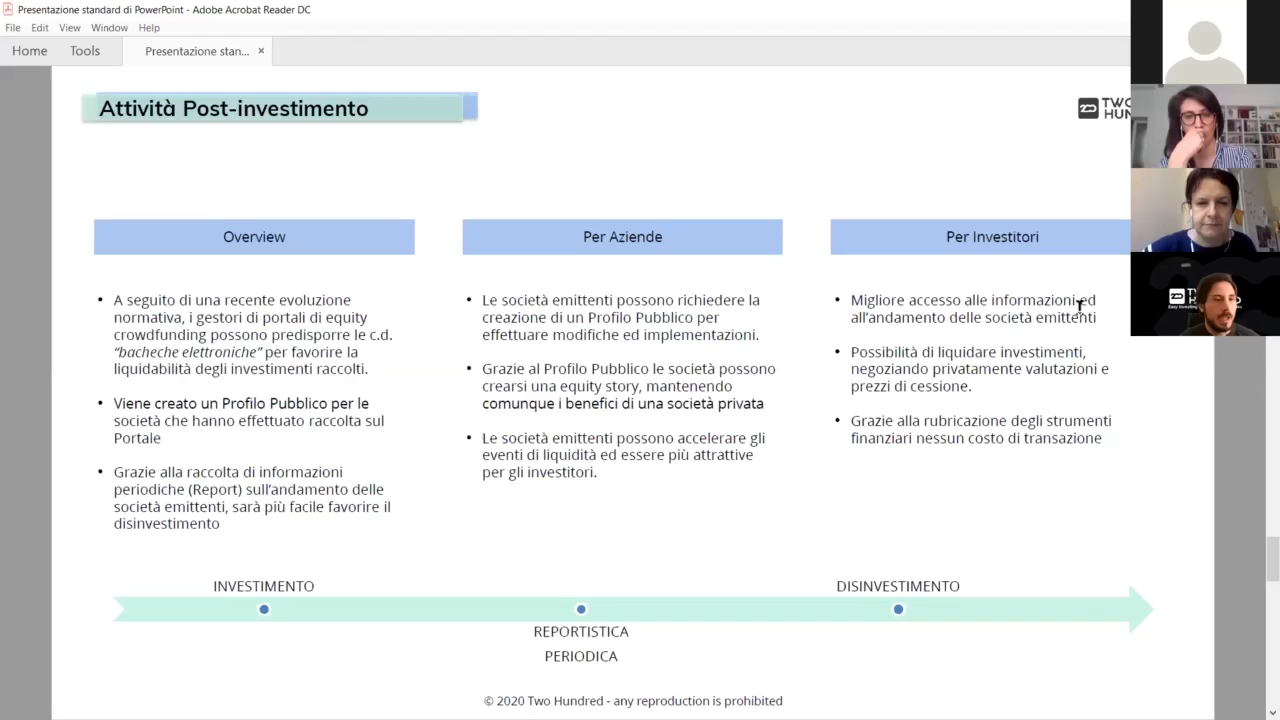 Presentazione standard di PowerPoint - Adobe Acrobat Reader DC
File Edit View Window Help
Home Tools Presentazione stan... ×
Attività Post-investimento
TWO
HUN
Overview
A seguito di una recente evoluzione
normativa, i gestori di portali di equity
crowdfunding possono predisporre le c.d.
“bacheche elettroniche” per favorire la
liquidabilità degli investimenti raccolti.
Viene creato un Profilo Pubblico per le
società che hanno effettuato raccolta sul
Portale
Grazie alla raccolta di informazioni
periodiche (Report) sull’andamento delle
società emittenti, sarà più facile favorire il
disinvestimento
Per Aziende
Le società emittenti possono richiedere la
creazione di un Profilo Pubblico per
effettuare modifiche ed implementazioni.
Grazie al Profilo Pubblico le società possono
crearsi una equity story, mantenendo
comunque i benefici di una società privata
Le società emittenti possono accelerare gli
eventi di liquidità ed essere più attrattive
per gli investitori.
Per Investitori
Migliore accesso alle informazioni ed
all’andamento delle società emittenti
Possibilità di liquidare investimenti,
negoziando privatamente valutazioni e
prezzi di cessione.
Grazie alla rubricazione degli strumenti
finanziari nessun costo di transazione
INVESTIMENTO
DISINVESTIMENTO
REPORTISTICA
PERIODICA
© 2020 Two Hundred - any reproduction is prohibited